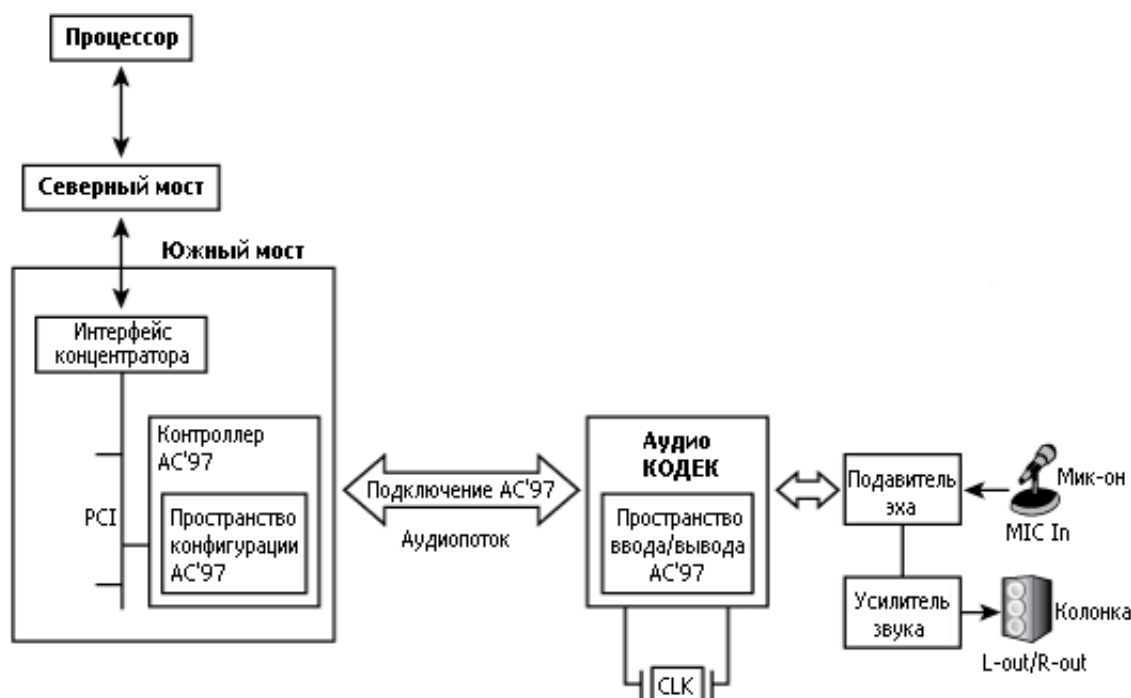 Процессор
Северный мост
Южный мост
Интерфейс
концентратора
Контроллер
AC'97
PCI
Пространство
конфигурации
AC'97
Подключение AC'97
Аудиопоток
Аудио
КОДЕК
Пространство
ввода/вывода
AC'97
CLK
Подавитель
эха
Мик-он
MIC In
Усилитель
звука
Колонка
L-out/R-out